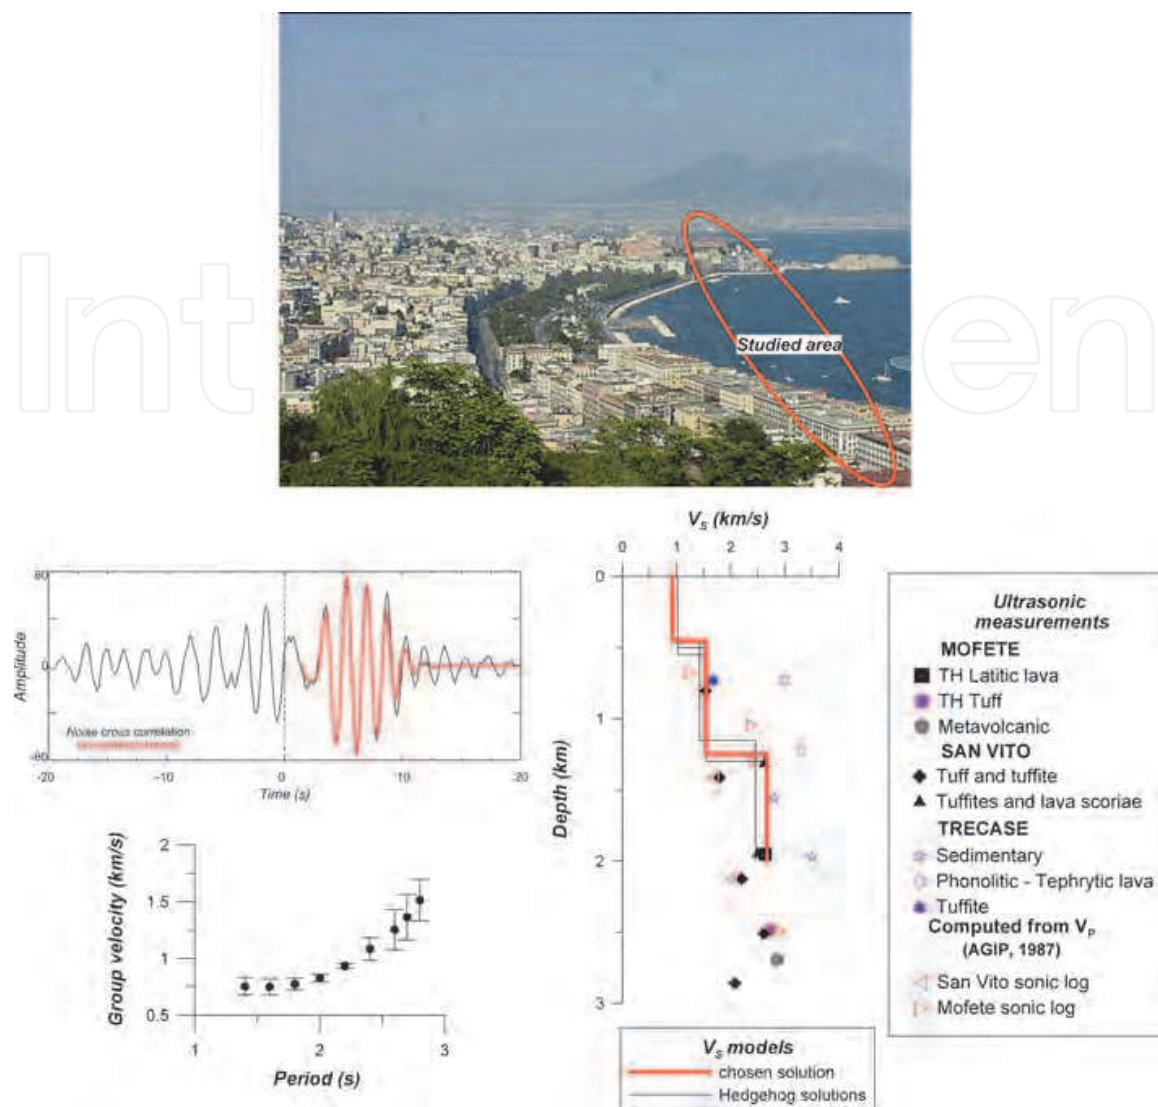 Studied area
Vs (km/s)
0 1 2 3 4
0
1
2
3
Depth (km)
80
0
-80
Amplitude
Noise cross correlation
-20 -10 0 10 20
Time (s)
2
1.5
1
0.5
Group velocity (km/s)
1 2 3
Period (s)
Ultrasonic
measurements
MOFETE
TH Latitic lava
TH Tuff
Metavolcanic
SAN VITO
Tuff and tuffite
Tuffites and lava scoriae
TRECASE
Sedimentary
Phonolitic - Tephrytic lava
Tuffite
Computed from VP
(AGIP, 1987)
San Vito sonic log
Mofete sonic log
Vs models
chosen solution
Hedgehog solutions